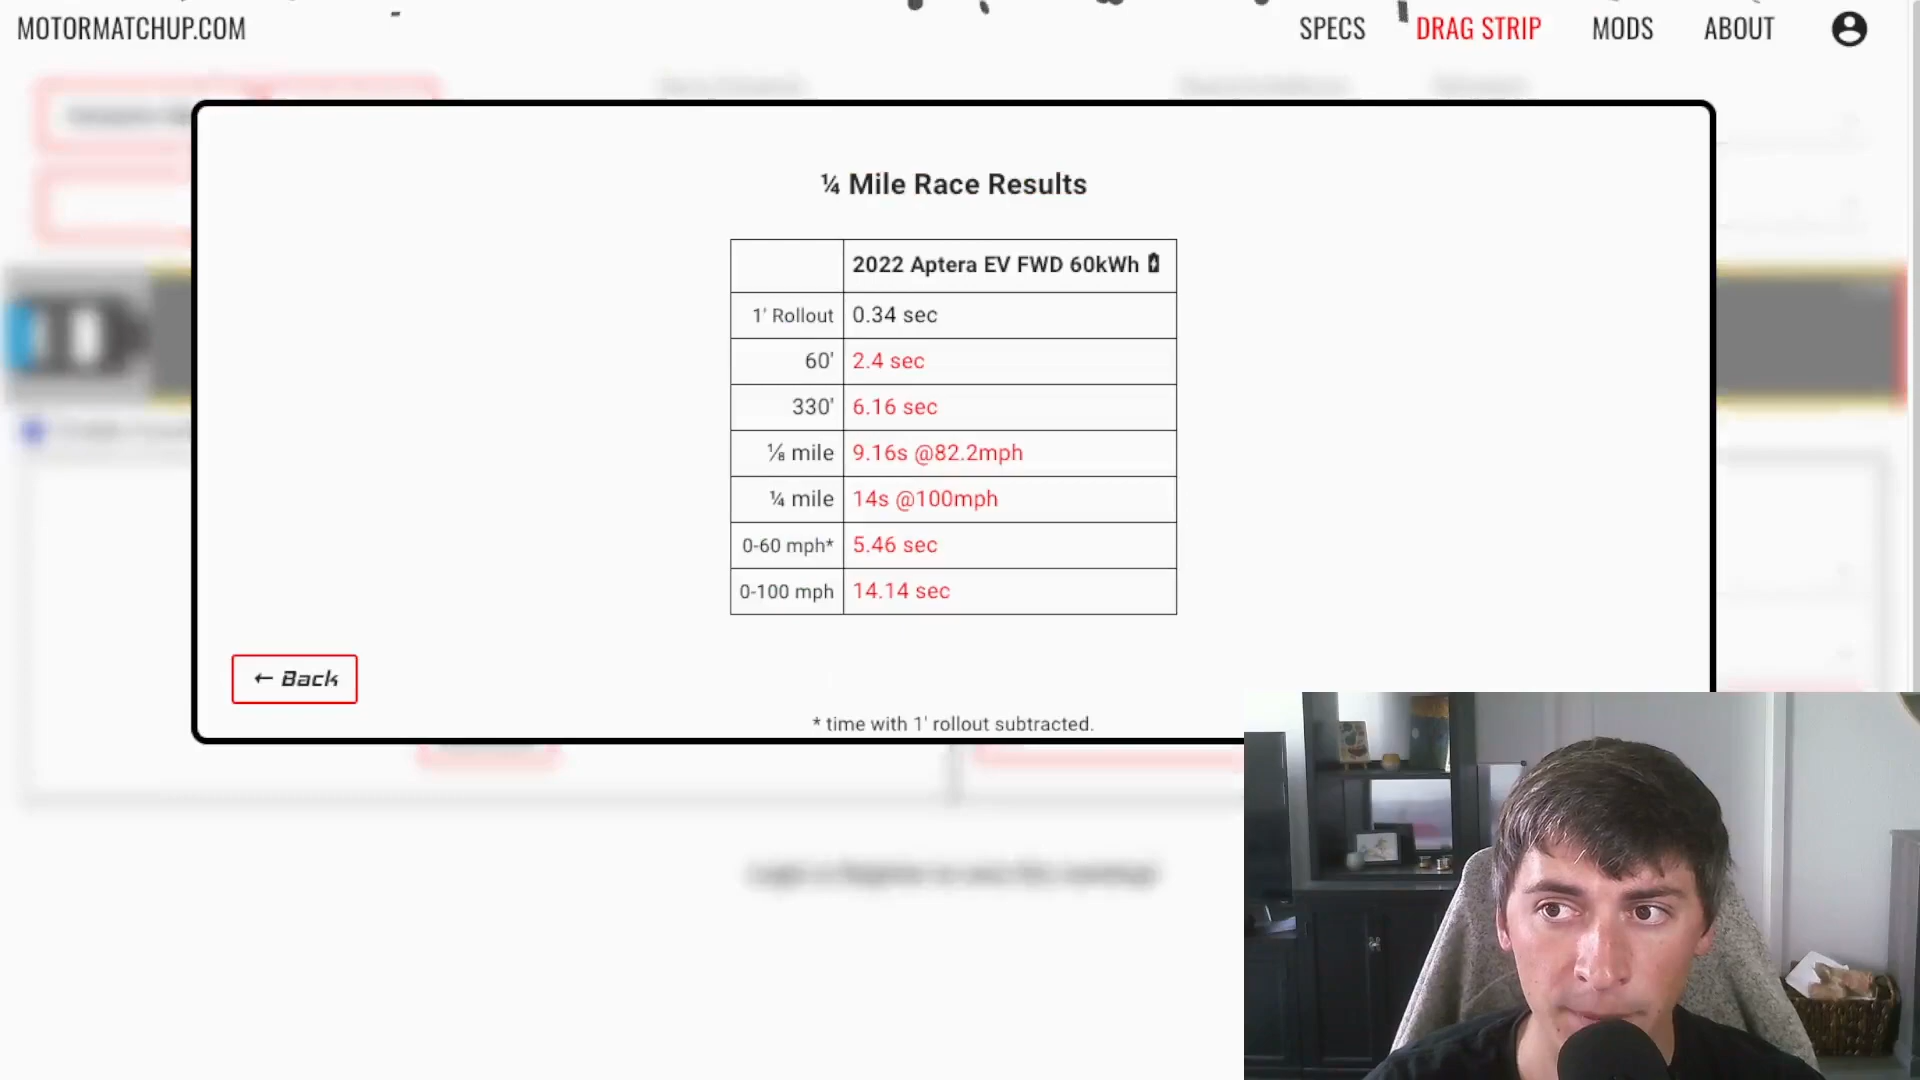 MOTORMATCHUP.COM
SPECS DRAG STRIP MODS ABOUT
¼ Mile Race Results
2022 Aptera EV FWD 60kWh
1' Rollout 0.34 sec
60' 2.4 sec
330' 6.16 sec
⅛ mile 9.16s @82.2mph
¼ mile 14s @100mph
0-60 mph* 5.46 sec
0-100 mph 14.14 sec
← Back
* time with 1' rollout subtracted.